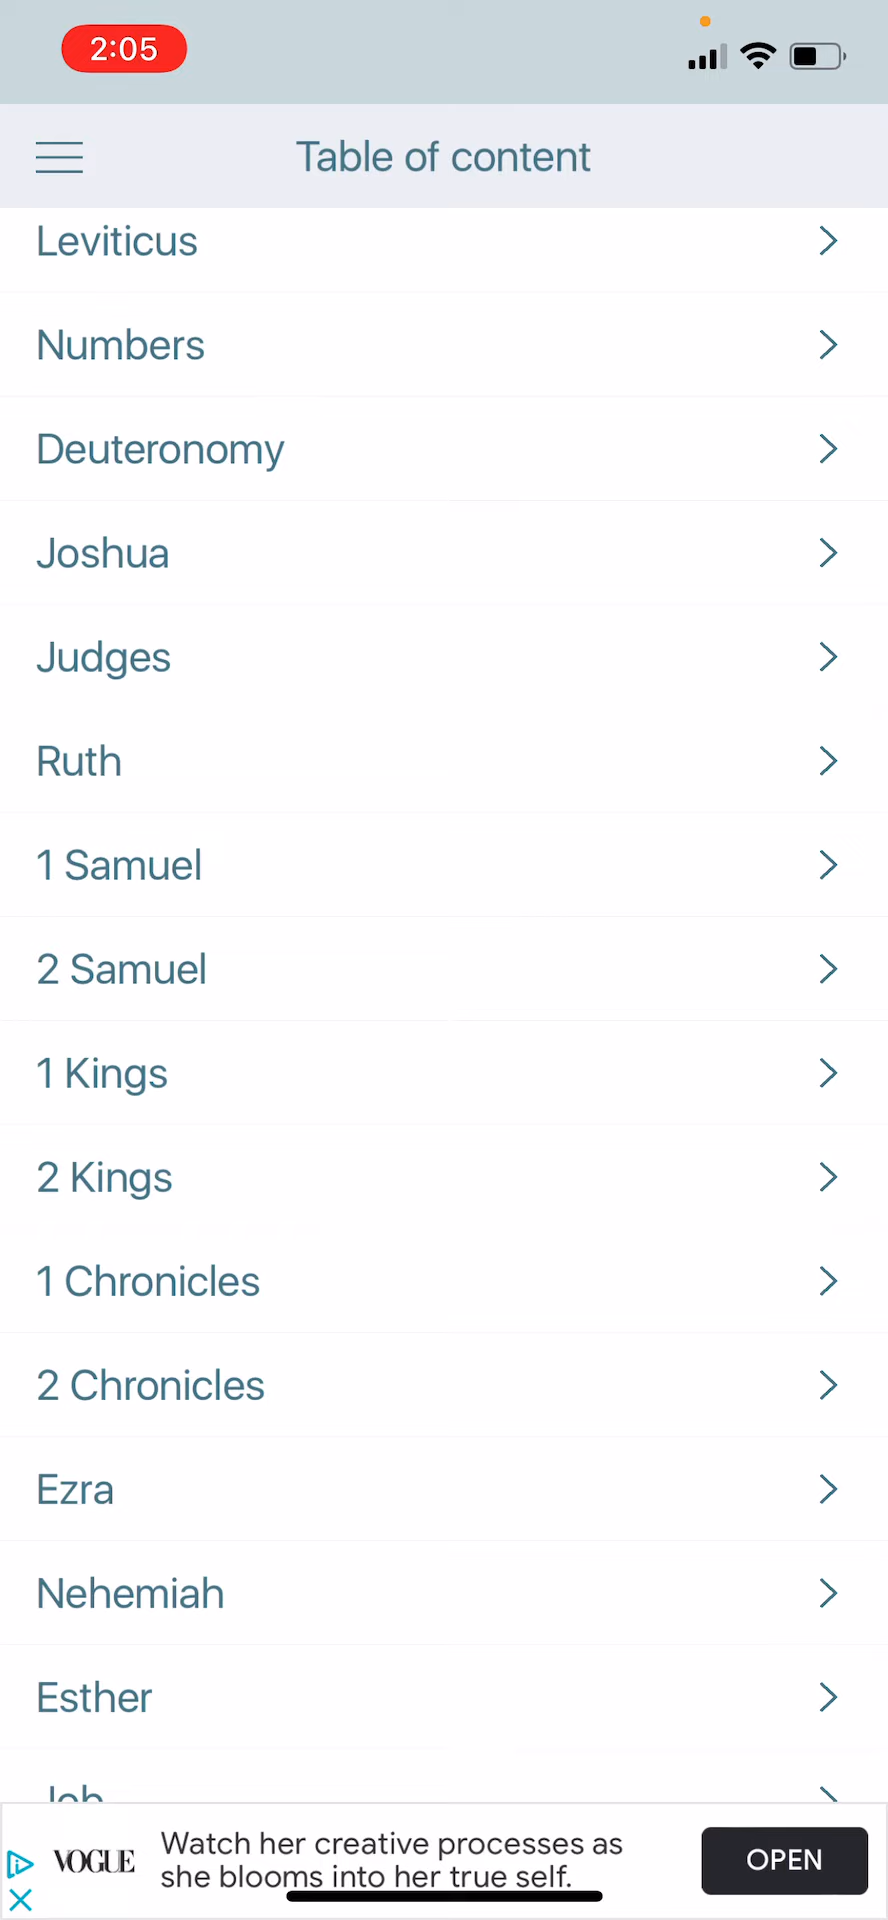 2:05
Table of content
Leviticus
Numbers
Deuteronomy
Joshua
Judges
Ruth
1 Samuel
2 Samuel
1 Kings
2 Kings
1 Chronicles
2 Chronicles
Ezra
Nehemiah
Esther
Job
VOGUE
Watch her creative processes as
she blooms into her true self.
OPEN